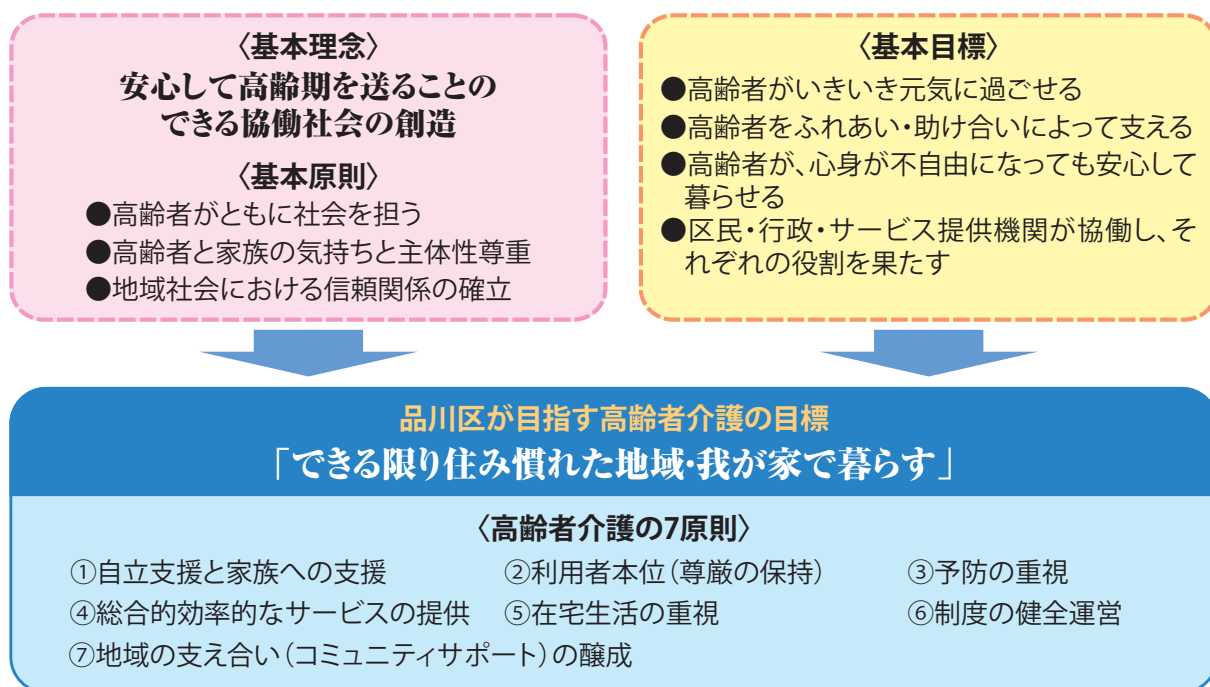 〈基本理念〉
安心して高齢期を送ることの
できる協働社会の創造
〈基本原則〉
●高齢者がともに社会を担う
●高齢者と家族の気持ちと主体性尊重
●地域社会における信頼関係の確立
〈基本目標〉
●高齢者がいきいき元気に過ごせる
●高齢者をふれあい・助け合いによって支える
●高齢者が、心身が不自由になっても安心して
暮らせる
●区民・行政・サービス提供機関が協働し、そ
れぞれの役割を果たす
品川区が目指す高齢者介護の目標
「できる限り住み慣れた地域・我が家で暮らす」
〈高齢者介護の7原則〉
①自立支援と家族への支援 ②利用者本位（尊厳の保持） ③予防の重視
④総合的効率的なサービスの提供 ⑤在宅生活の重視 ⑥制度の健全運営
⑦地域の支え合い（コミュニティサポート）の醸成